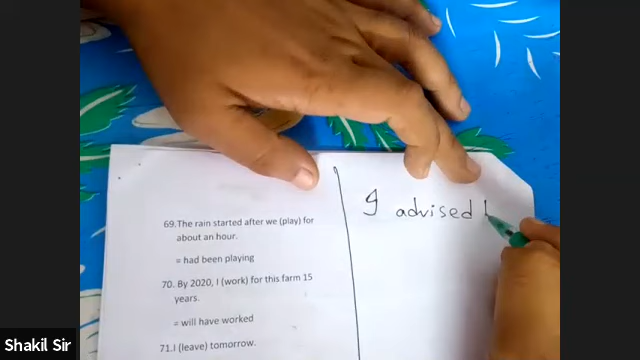 69.The rain started after we (play) for
about an hour.
= had been playing
70. By 2020, I (work) for this farm 15
years.
= will have worked
71.I (leave) tomorrow.
I advised
Shakil Sir